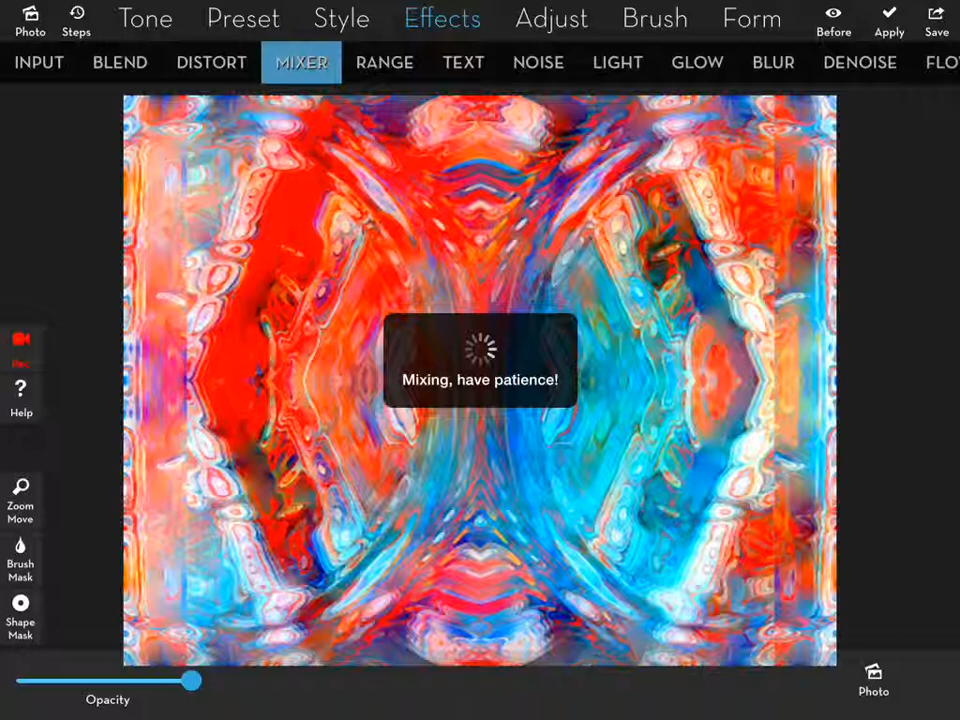 Photo
Steps
Tone
Preset
Style
Effects
Adjust
Brush
Form
Before
Apply
Save
INPUT
BLEND
DISTORT
MIXER
RANGE
TEXT
NOISE
LIGHT
GLOW
BLUR
DENOISE
FLO
Rec
? Help
Mixing, have patience!
Zoom
Move
Brush
Mask
Shape
Mask
Opacity
Photo